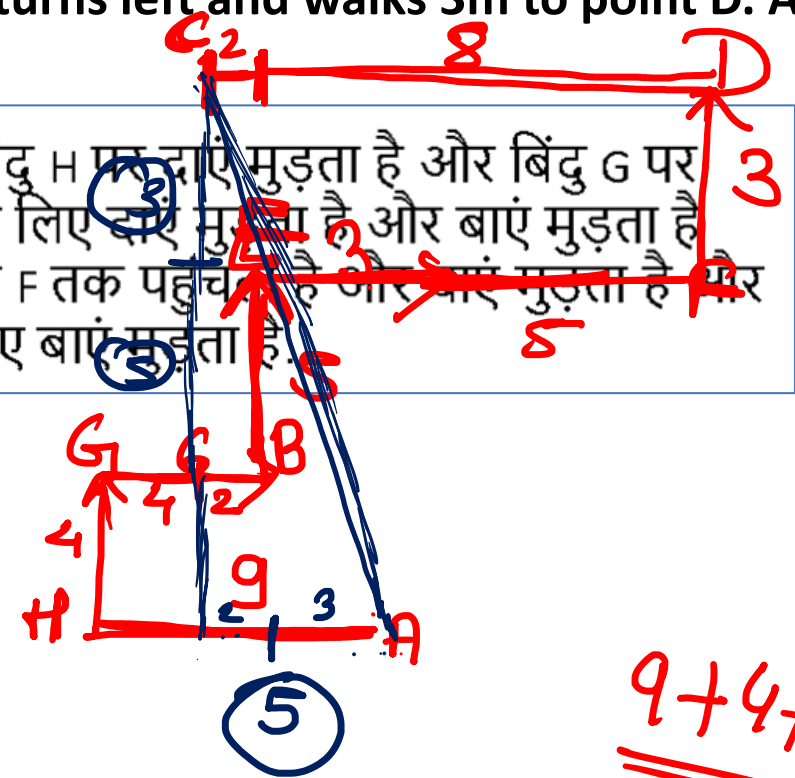 turns left and walks 3m to point D. A
C 2 8 D
दु H पर दाएं मुड़ता है और बिंदु G पर
3 3
लिए दाएं मुड़ता है और बाएं मुड़ता है
E
F तक पहुंचता है और बाएं मुड़ता है और
F
8
ए बाएं मुड़ता है.
5 5
G 6 B
4 2
4
9
H 2 3 A
5
9+4+